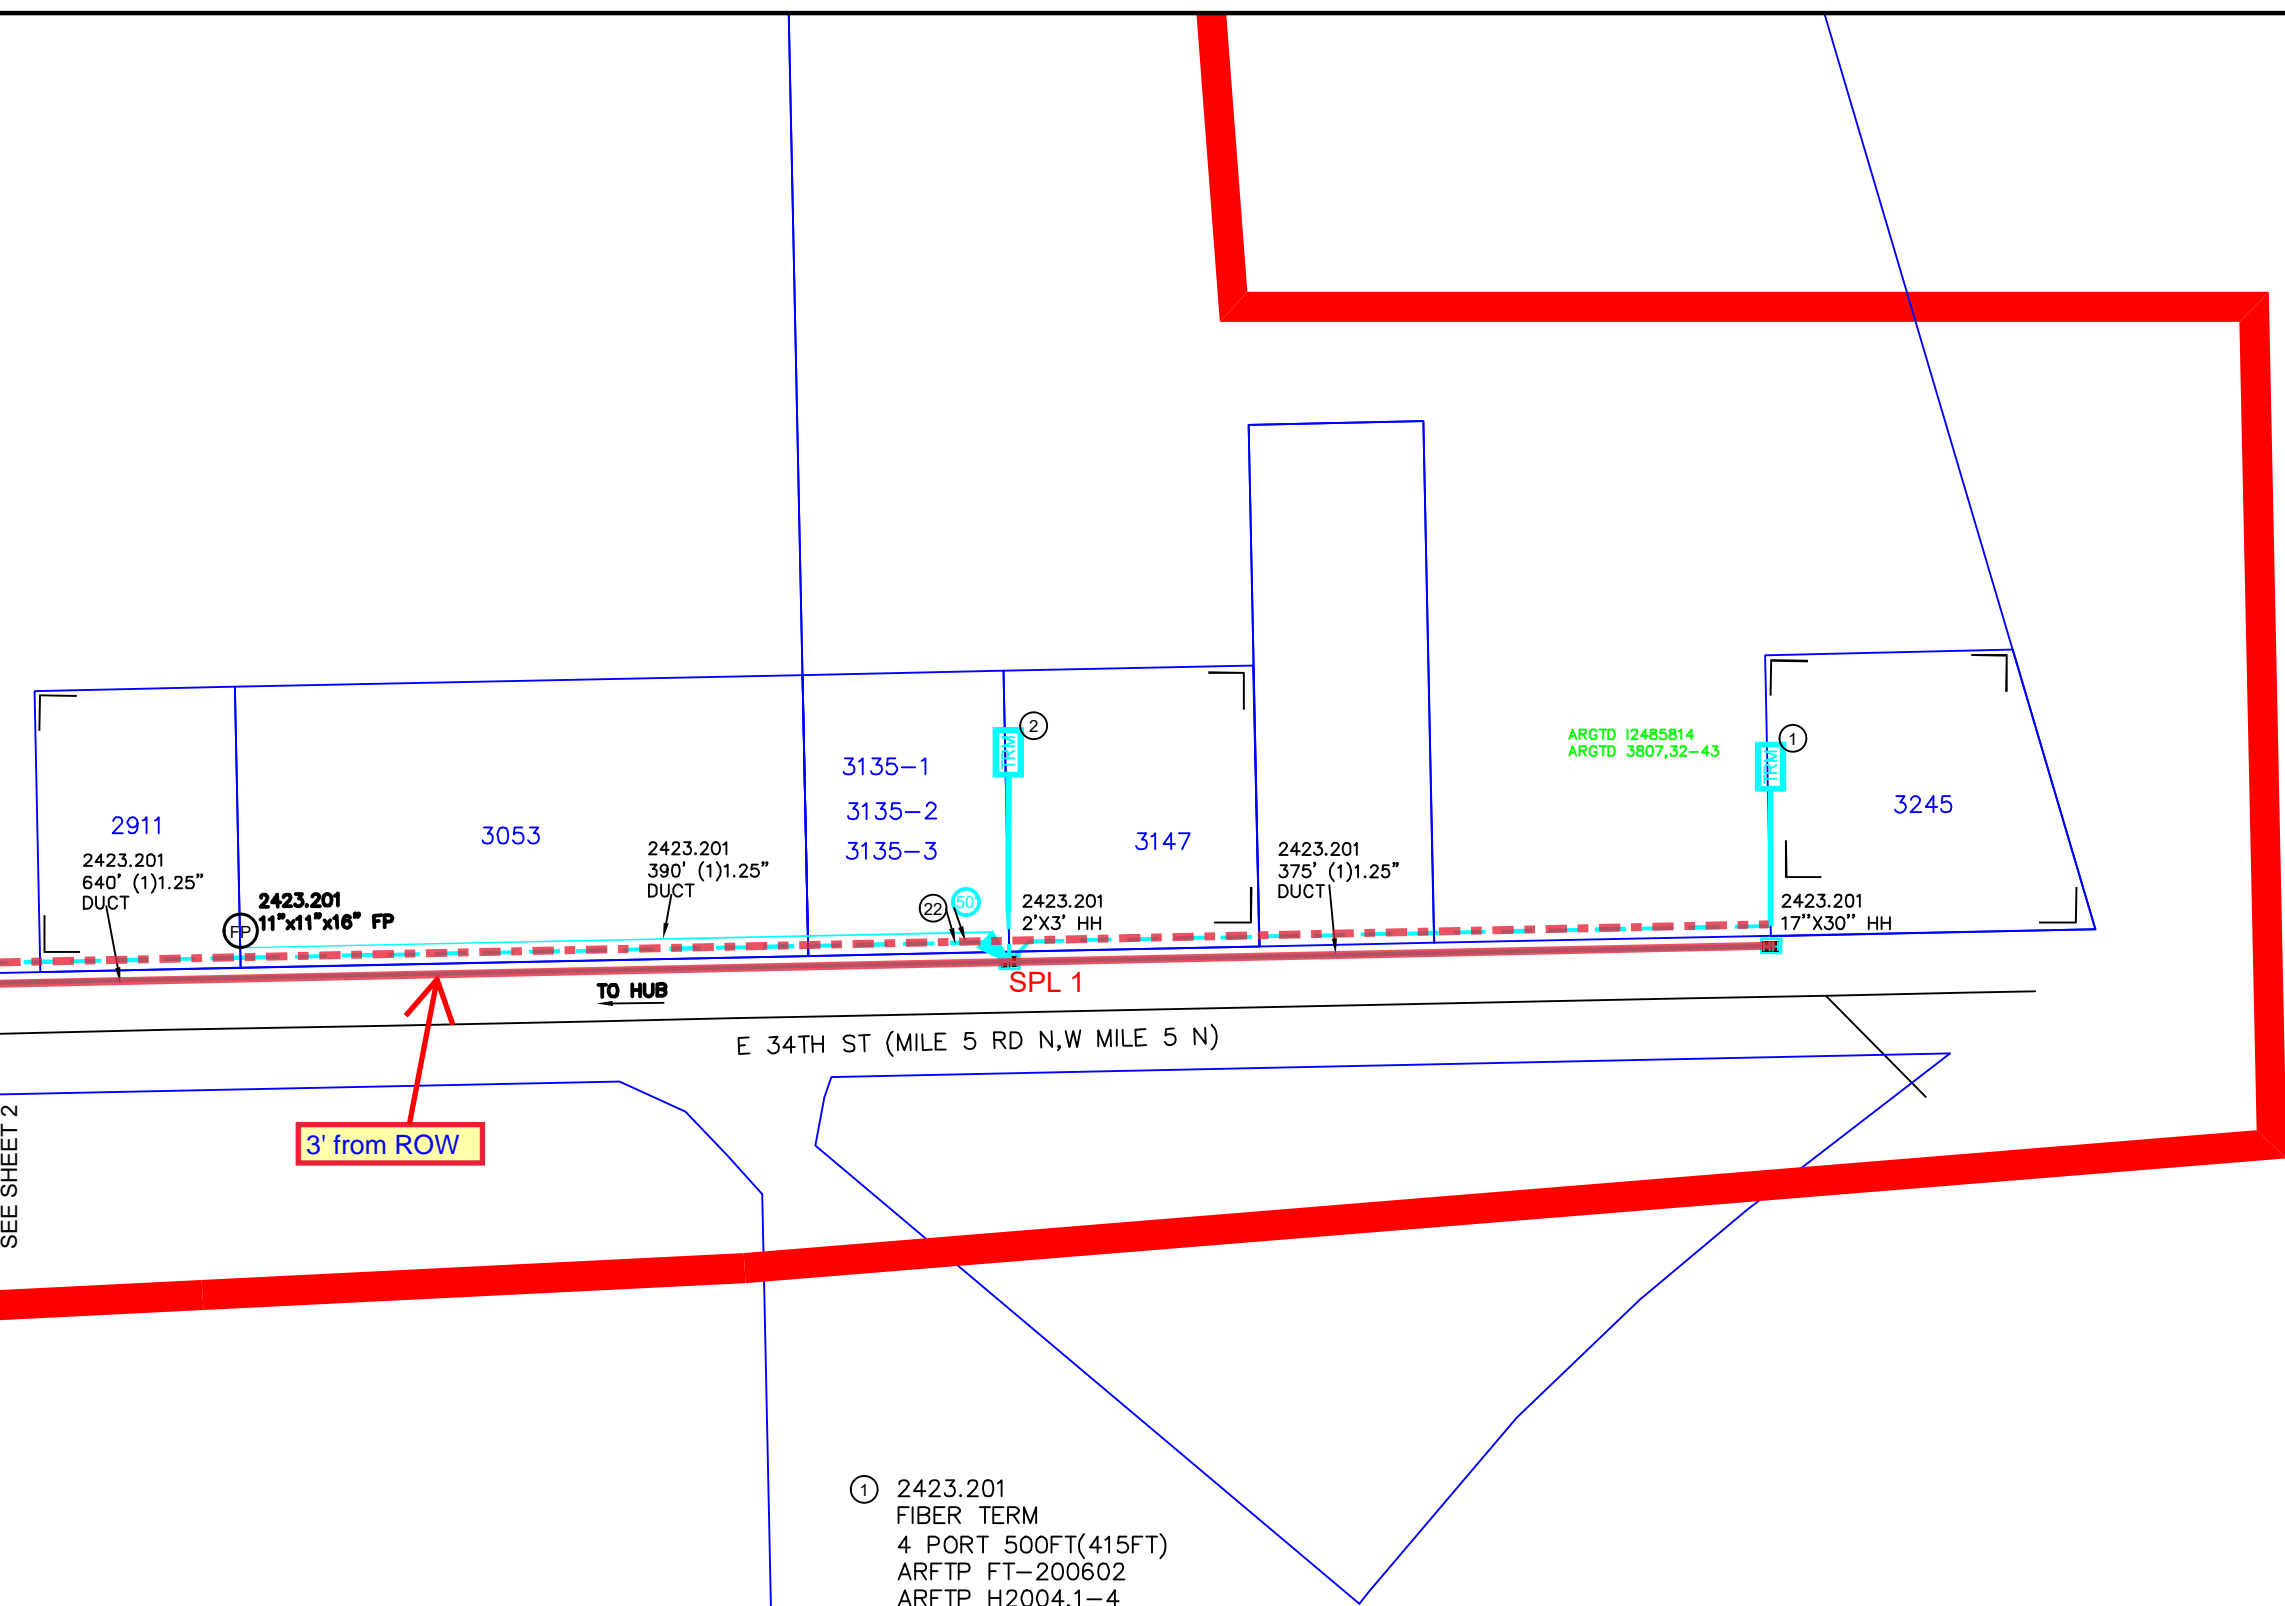 ARGTD I2485814
ARGTD 3807,32-43
2
1
TRM
TRM
3135-1
3135-2
3135-3
2911
3053
3147
3245
2423.201
640' (1)1.25"
DUCT
2423.201
11"x11"x16" FP
FP
2423.201
390' (1)1.25"
DUCT
22
50'
2423.201
2'X3' HH
2423.201
375' (1)1.25"
DUCT
2423.201
17"X30" HH
SPL 1
TO HUB
E 34TH ST (MILE 5 RD N,W MILE 5 N)
3' from ROW
SEE SHEET 2
1 2423.201
FIBER TERM
4 PORT 500FT(415FT)
ARFTP FT-200602
ARFTP H2004,1-4